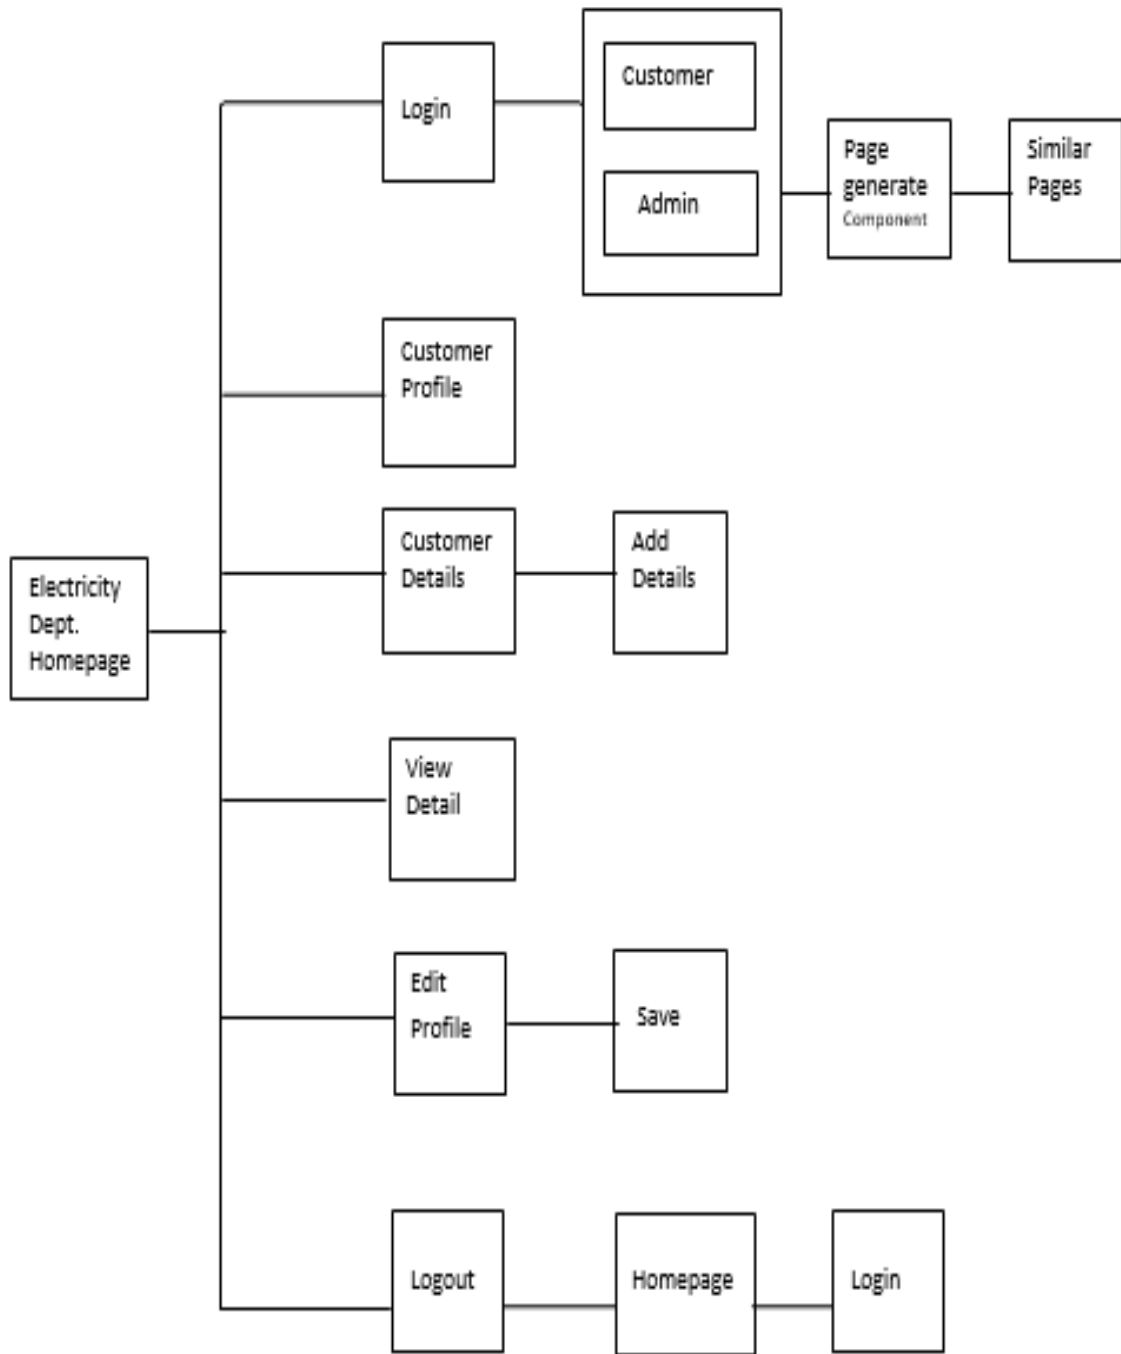 Login
Customer
Admin
Page
generate
Component
Similar
Pages
Customer
Profile
Customer
Details
Add
Details
Electricity
Dept.
Homepage
View
Detail
Edit
Profile
Save
Logout
Homepage
Login